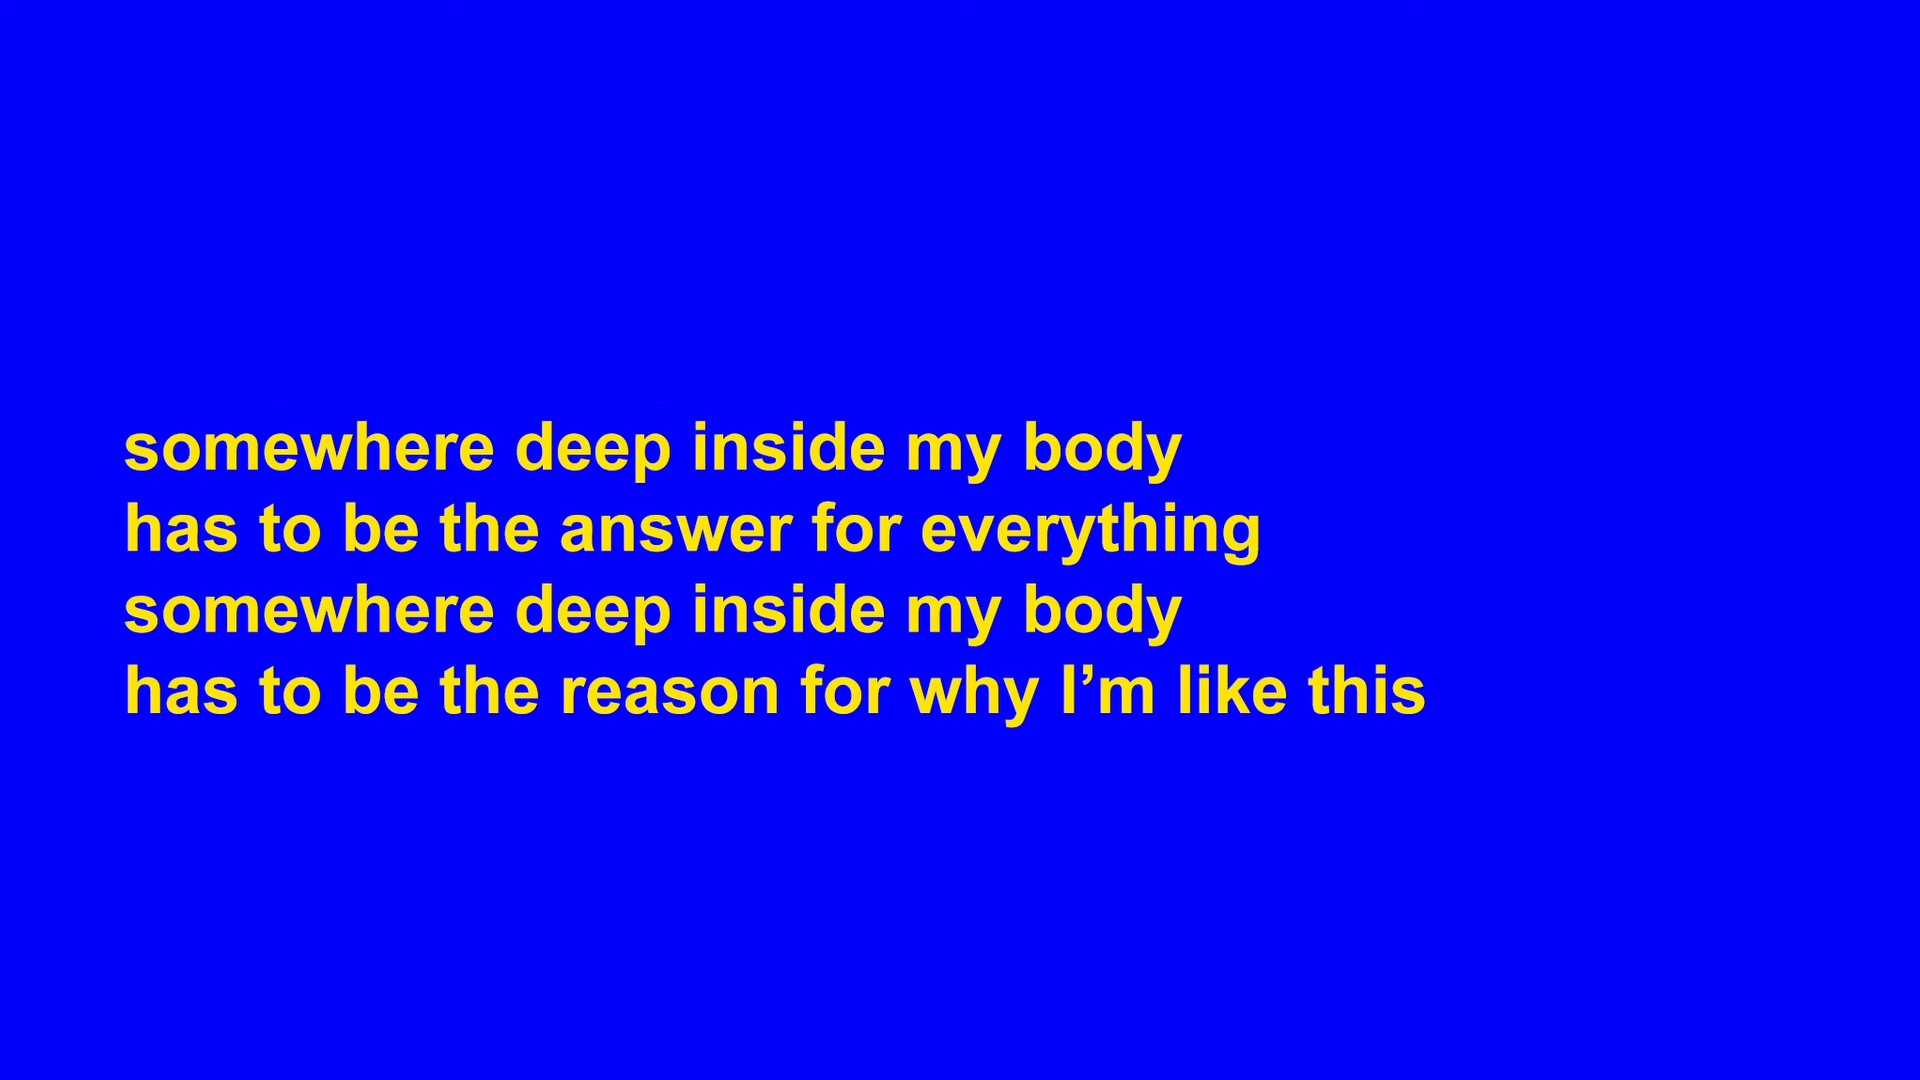 somewhere deep inside my body
has to be the answer for everything
somewhere deep inside my body
has to be the reason for why I’m like this